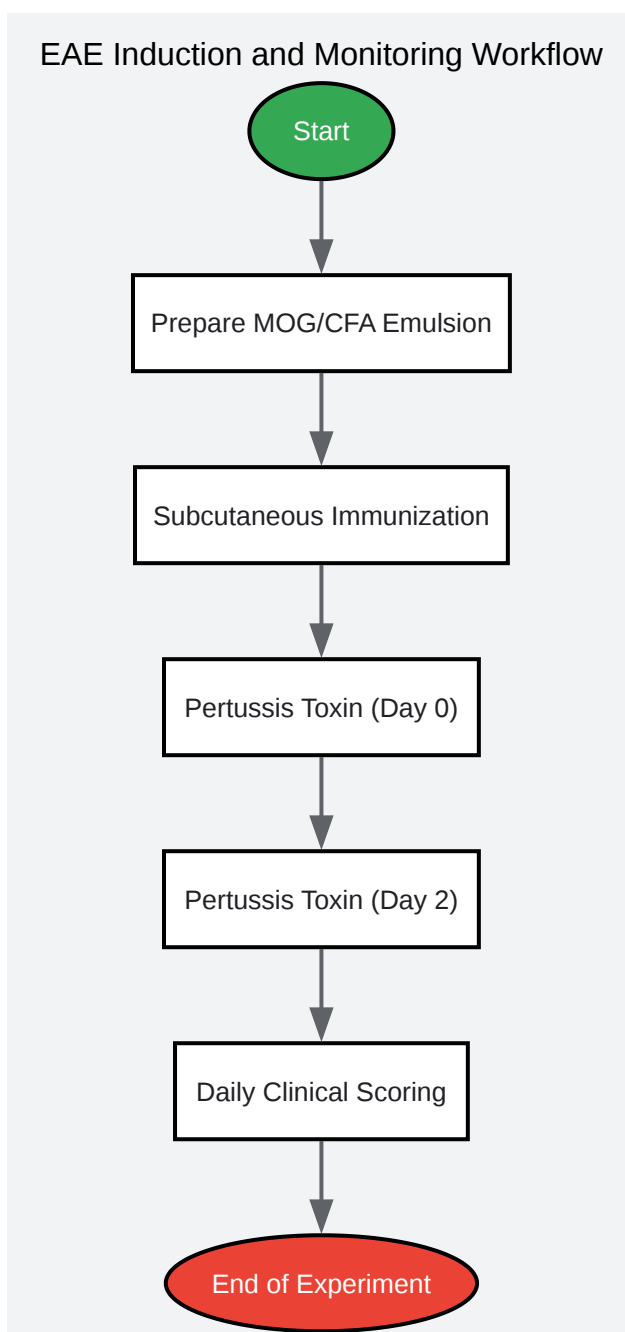 EAE Induction and Monitoring Workflow
Start
Prepare MOG/CFA Emulsion
Subcutaneous Immunization
Pertussis Toxin (Day 0)
Pertussis Toxin (Day 2)
Daily Clinical Scoring
End of Experiment